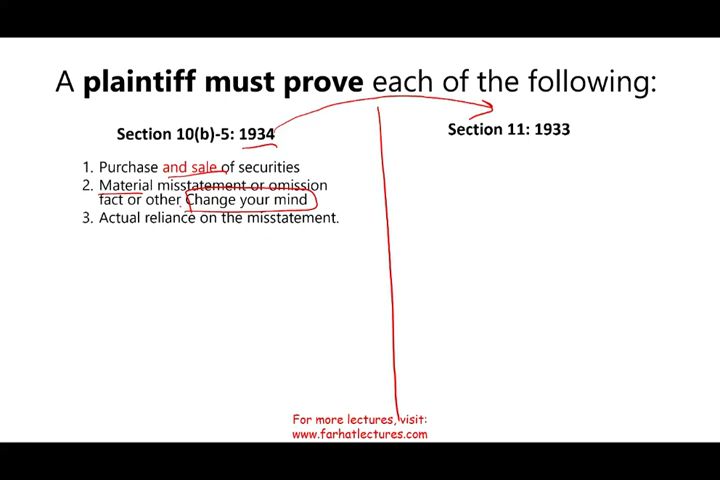 A plaintiff must prove each of the following:
Section 10(b)-5: 1934
1. Purchase and sale of securities
2. Material misstatement or omission
fact or other Change your mind
3. Actual reliance on the misstatement.
Section 11: 1933
For more lectures, visit:
www.farhatlectures.com